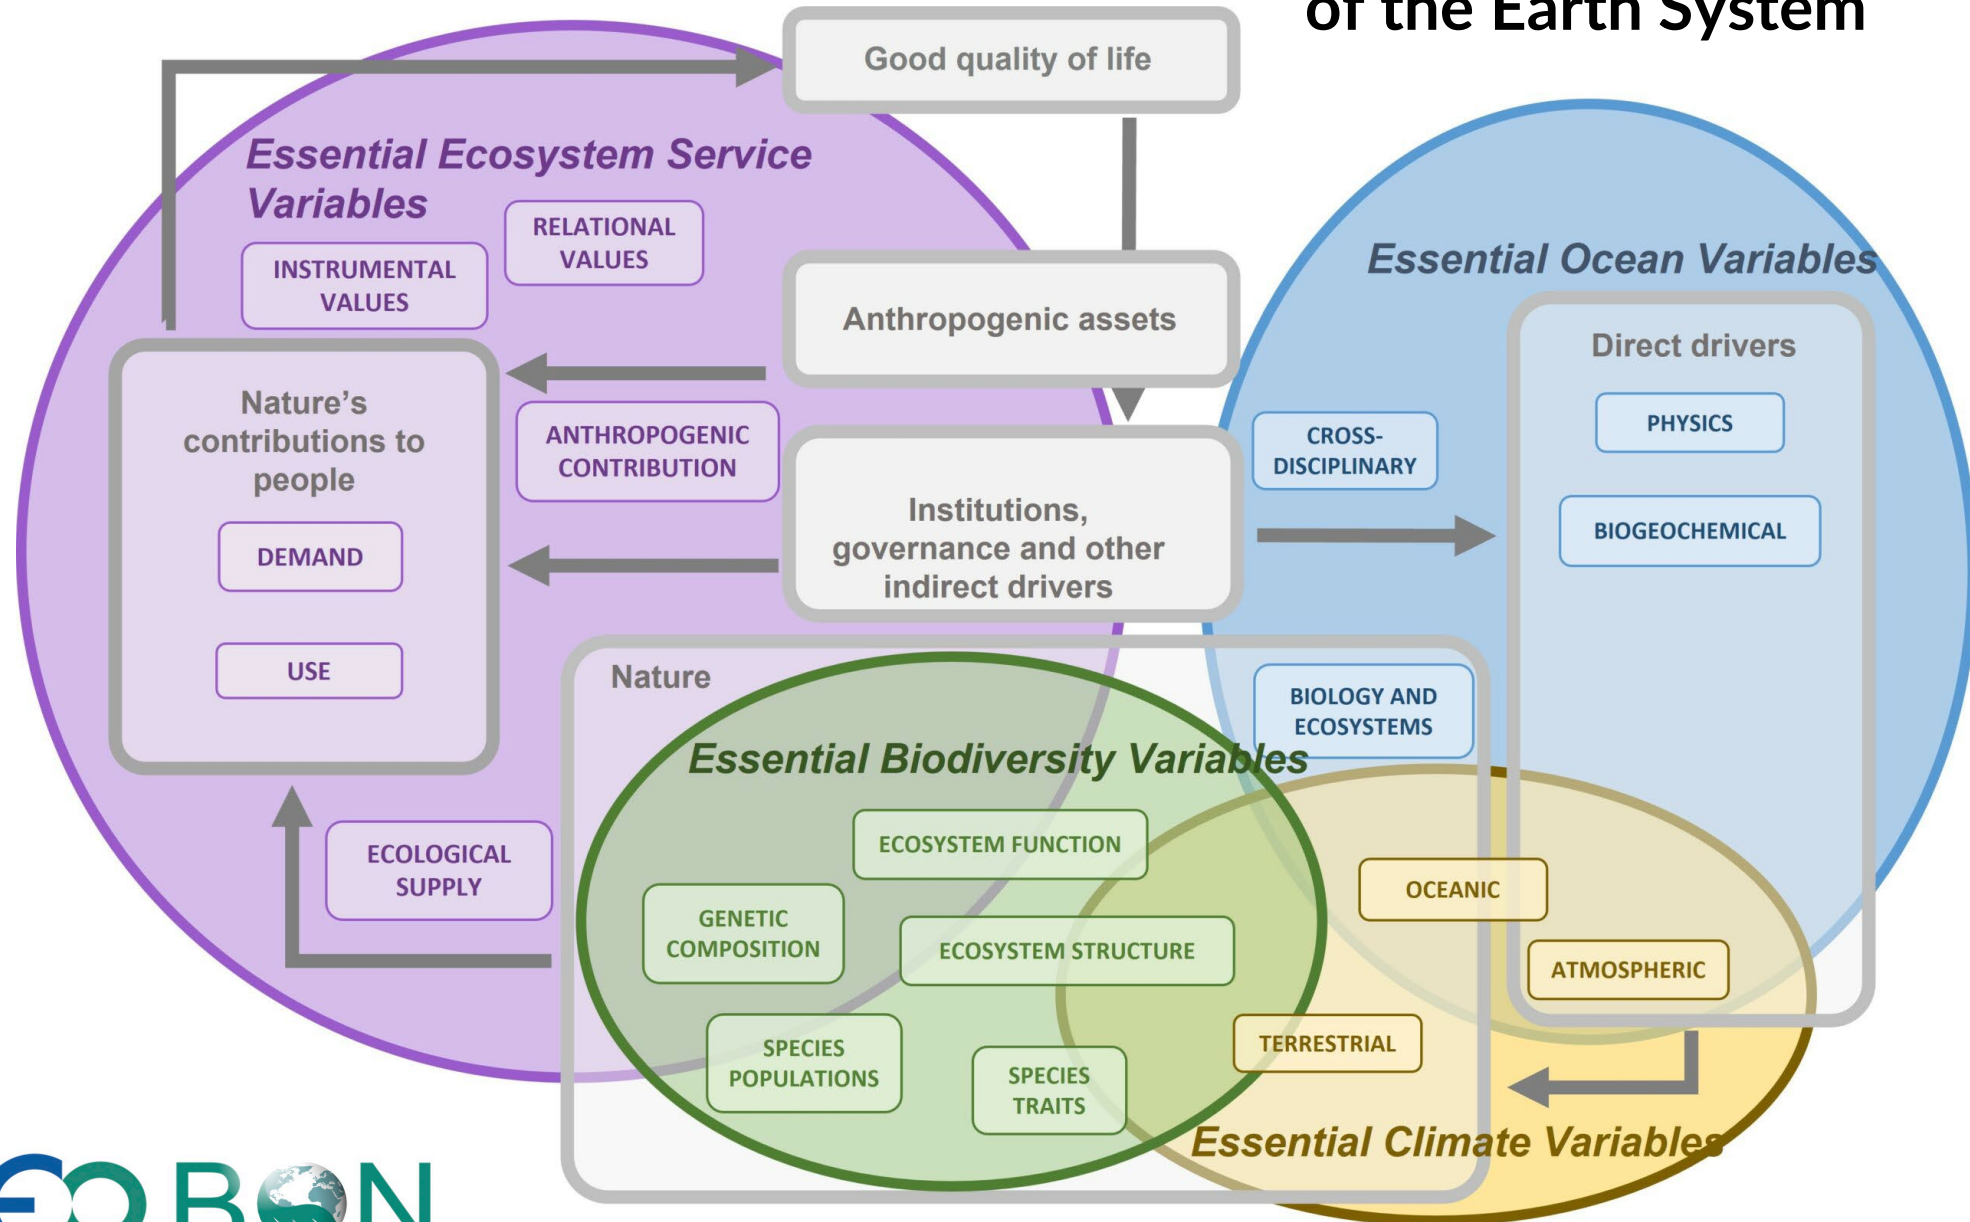 of the Earth System
Good quality of life
Essential Ecosystem Service
Variables
RELATIONAL
VALUES
INSTRUMENTAL
VALUES
Essential Ocean Variables
Anthropogenic assets
Direct drivers
Nature's
contributions to
people
ANTHROPOGENIC
CONTRIBUTION
CROSS-
DISCIPLINARY
PHYSICS
Institutions,
governance and other
indirect drivers
BIOGEOCHEMICAL
DEMAND
USE
Nature
BIOLOGY AND
ECOSYSTEMS
Essential Biodiversity Variables
ECOSYSTEM FUNCTION
ECOLOGICAL
SUPPLY
OCEANIC
GENETIC
COMPOSITION
ECOSYSTEM STRUCTURE
ATMOSPHERIC
SPECIES
POPULATIONS
SPECIES
TRAITS
TERRESTRIAL
Essential Climate Variables
EO BON